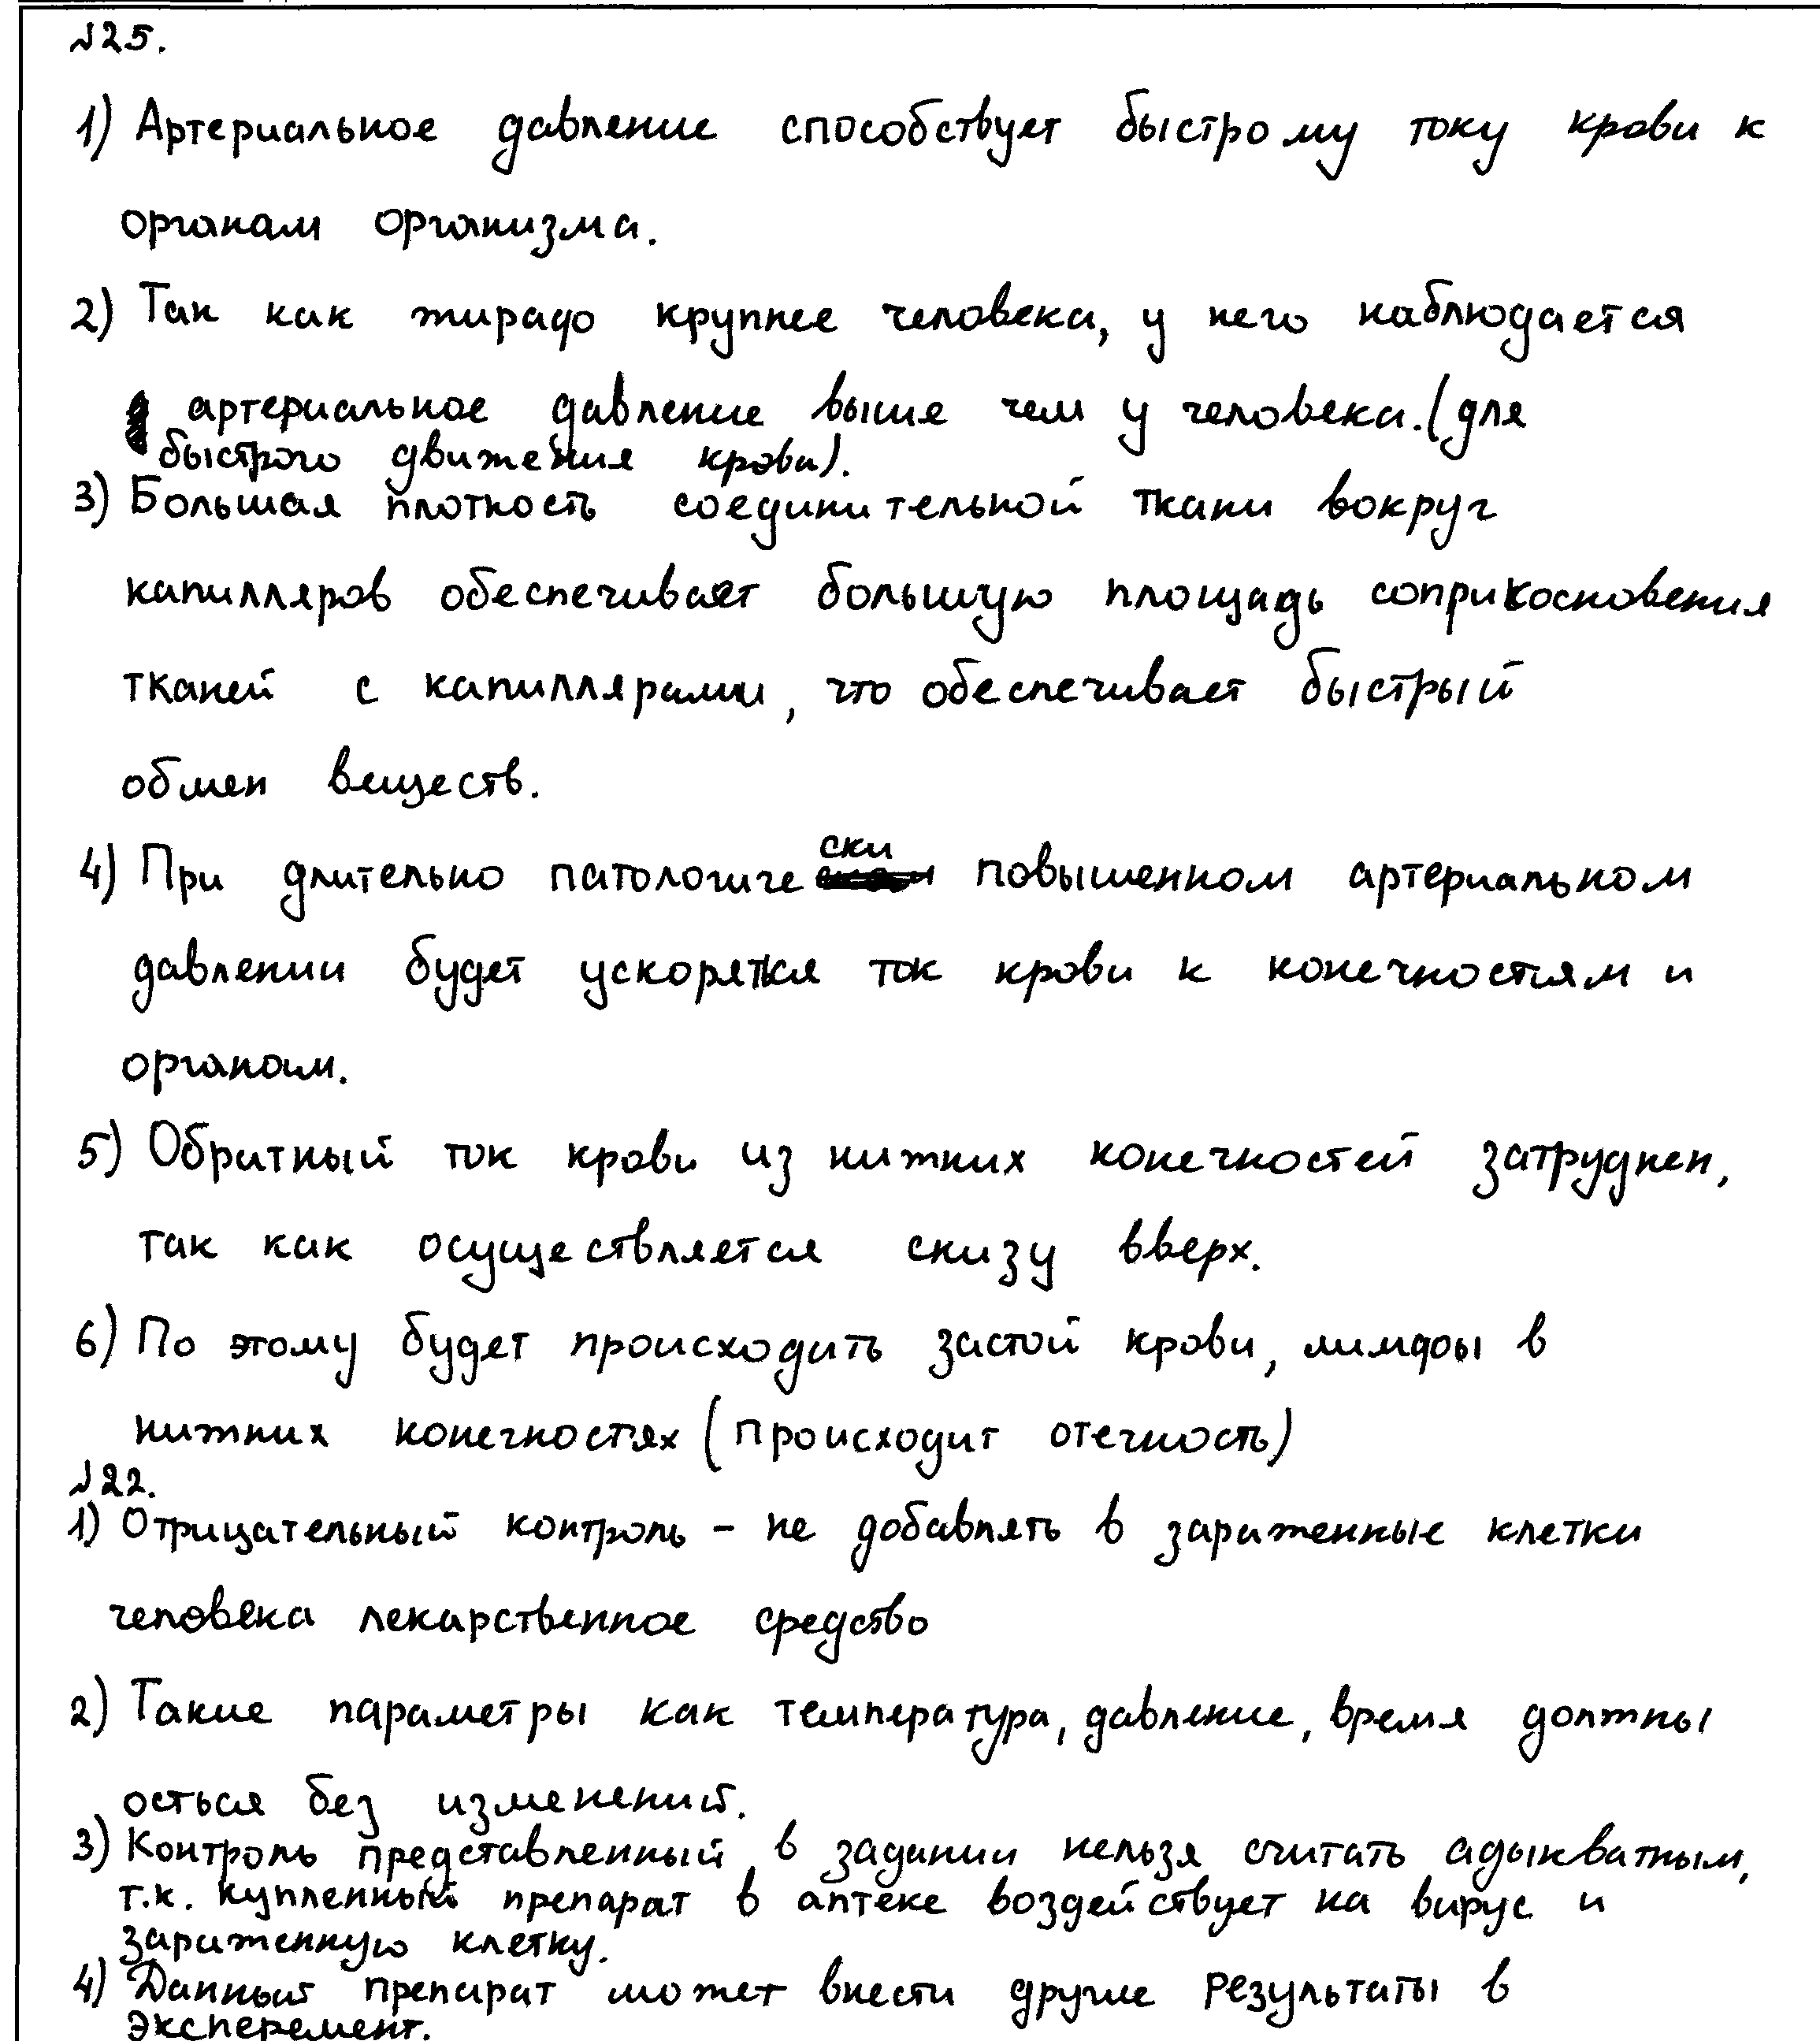 №25.
1) Артериальное давление способствует быстрому току крови к
органам организма.
2) Так как жирафо крупнее человека, у него наблюдается
артериальное давление выше чем у человека. (для
быстрого движения крови).
3) Большая плотность соединительной ткани вокруг
капилляров обеспечивает большую площадь соприкосновения
тканей с капиллярами, что обеспечивает быстрый
обмен веществ.
4) При длительно патологически повышенном артериальном
давлении будет ускорятся ток крови к конечностям и
органам.
5) Обратный ток крови из нижних конечностей затруднен,
так как осуществляется снизу вверх.
6) По этому будет происходить застой крови, лимфы в
нижних конечностях (происходит отечность)
№22.
1) Отрицательный контроль – не добавлять в зараженные клетки
человека лекарственное средство
2) Такие параметры как температура, давление, время должны
осться без изменений.
3) Контроль представленный в задании нельзя считать адыкватным,
т.к. купленный препарат в аптеке воздействует на вирус и
зараженную клетку.
4) Данный препарат может внести другие результаты в
эксперемент.